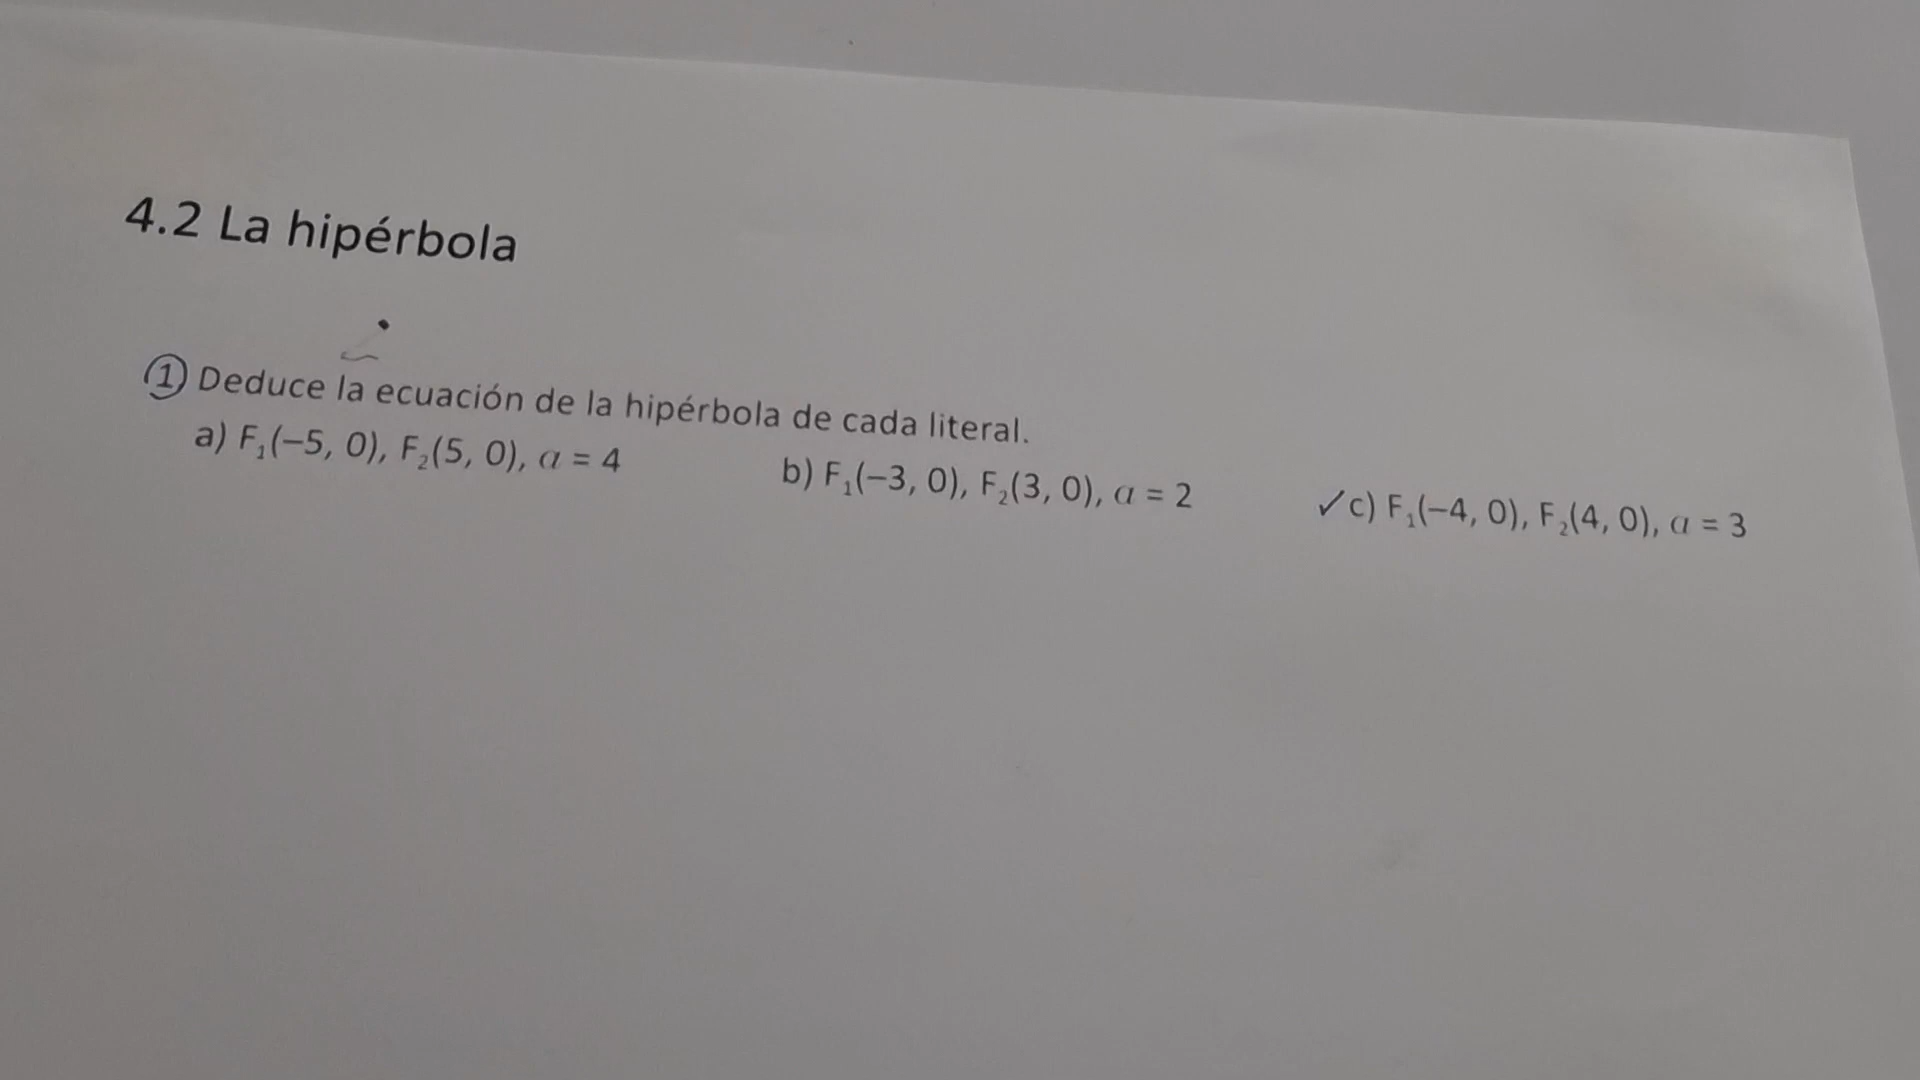 4.2 La hipérbola
① Deduce la ecuación de la hipérbola de cada literal.
a) F₁(−5, 0), F₂(5, 0), a = 4 b) F₁(−3, 0), F₂(3, 0), a = 2 ✓c) F₁(−4, 0), F₂(4, 0), a = 3